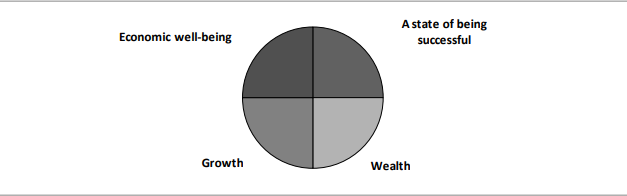 Economic well-being
A state of being
successful
Growth
Wealth